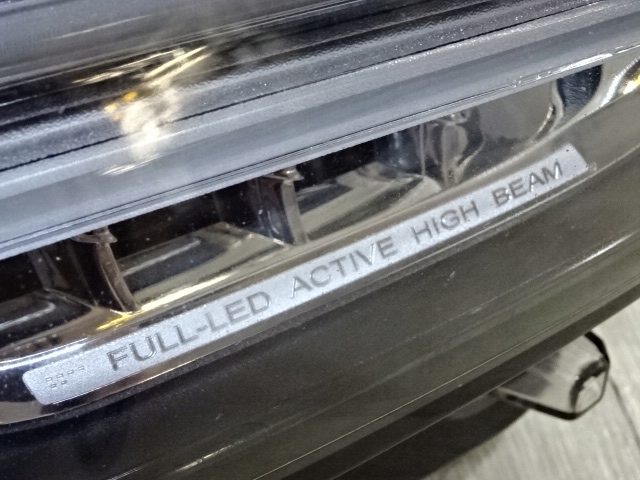 FULL-LED ACTIVE HIGH BEAM